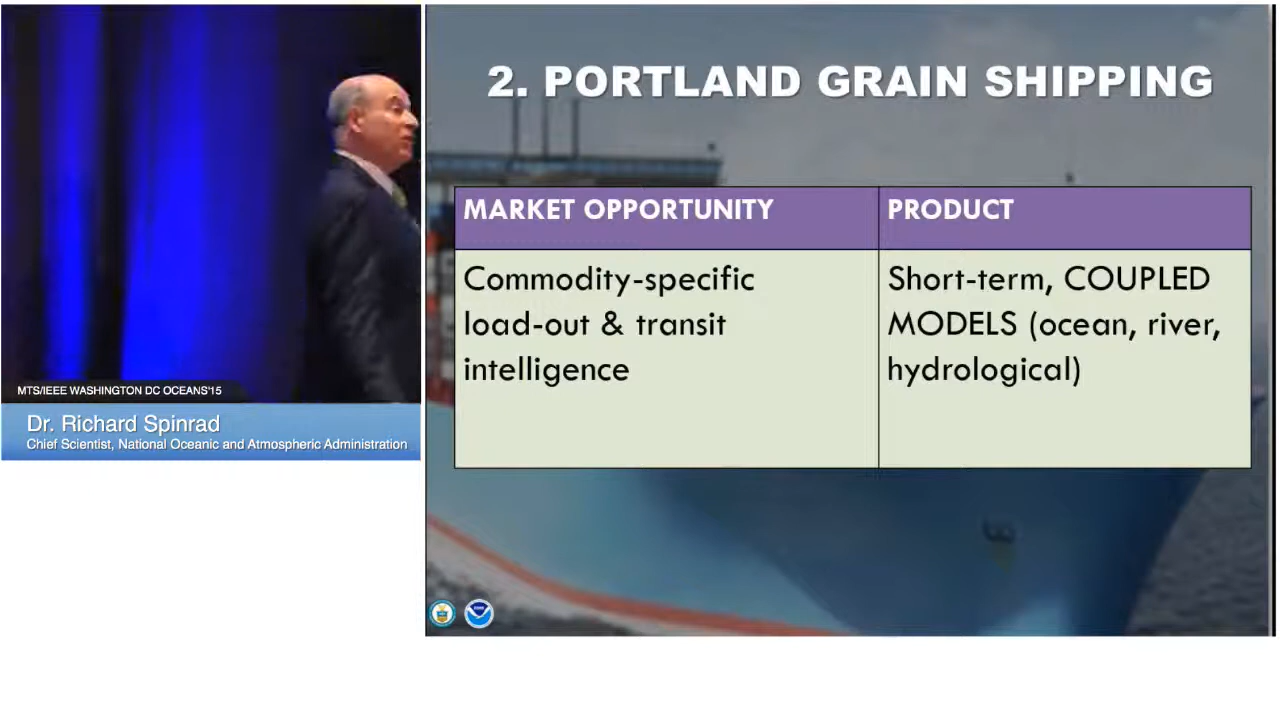 2. PORTLAND GRAIN SHIPPING
MARKET OPPORTUNITY
PRODUCT
Commodity-specific
load-out & transit
intelligence
Short-term, COUPLED
MODELS (ocean, river,
hydrological)
MTS/IEEE WASHINGTON DC OCEANS'15
Dr. Richard Spinrad
Chief Scientist, National Oceanic and Atmospheric Administration